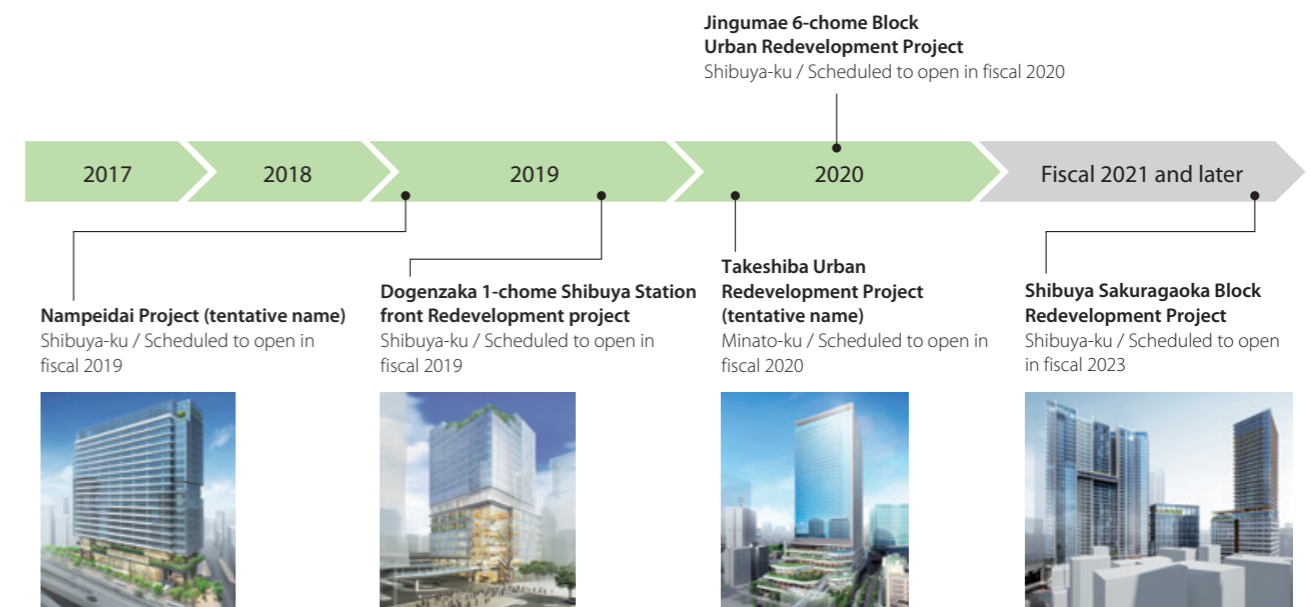 Jingumae 6-chome Block
Urban Redevelopment Project
Shibuya-ku / Scheduled to open in fiscal 2020
2017
2018
2019
2020
Fiscal 2021 and later
Nampeidai Project (tentative name)
Shibuya-ku / Scheduled to open in
fiscal 2019
Dogenzaka 1-chome Shibuya Station
front Redevelopment project
Shibuya-ku / Scheduled to open in
fiscal 2019
Takeshiba Urban
Redevelopment Project
(tentative name)
Minato-ku / Scheduled to open in
fiscal 2020
Shibuya Sakuragaoka Block
Redevelopment Project
Shibuya-ku / Scheduled to open
in fiscal 2023